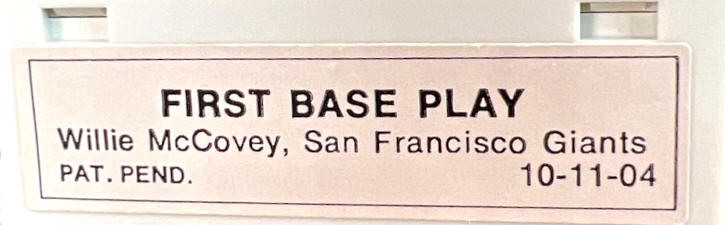 FIRST BASE PLAY
Willie McCovey, San Francisco Giants
PAT. PEND. 10-11-04